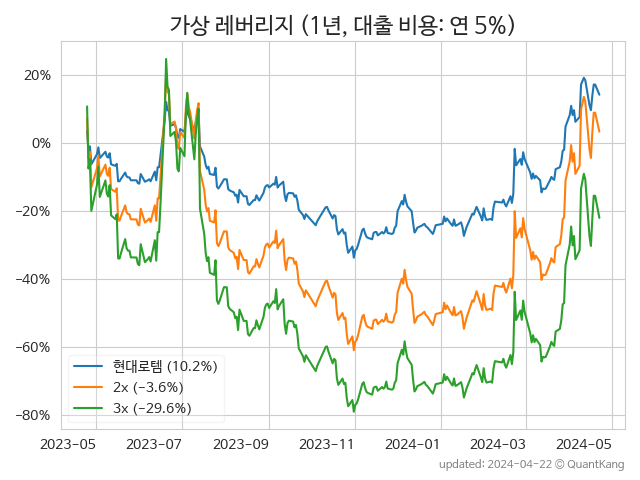 가상 레버리지 (1년, 대출 비용: 연 5%)
20%
0%
−20%
−40%
−60%
−80%
현대로템 (10.2%)
2x (−3.6%)
3x (−29.6%)
2023−05 2023−07 2023−09 2023−11 2024−01 2024−03 2024−05
updated: 2024-04-22 © QuantKang